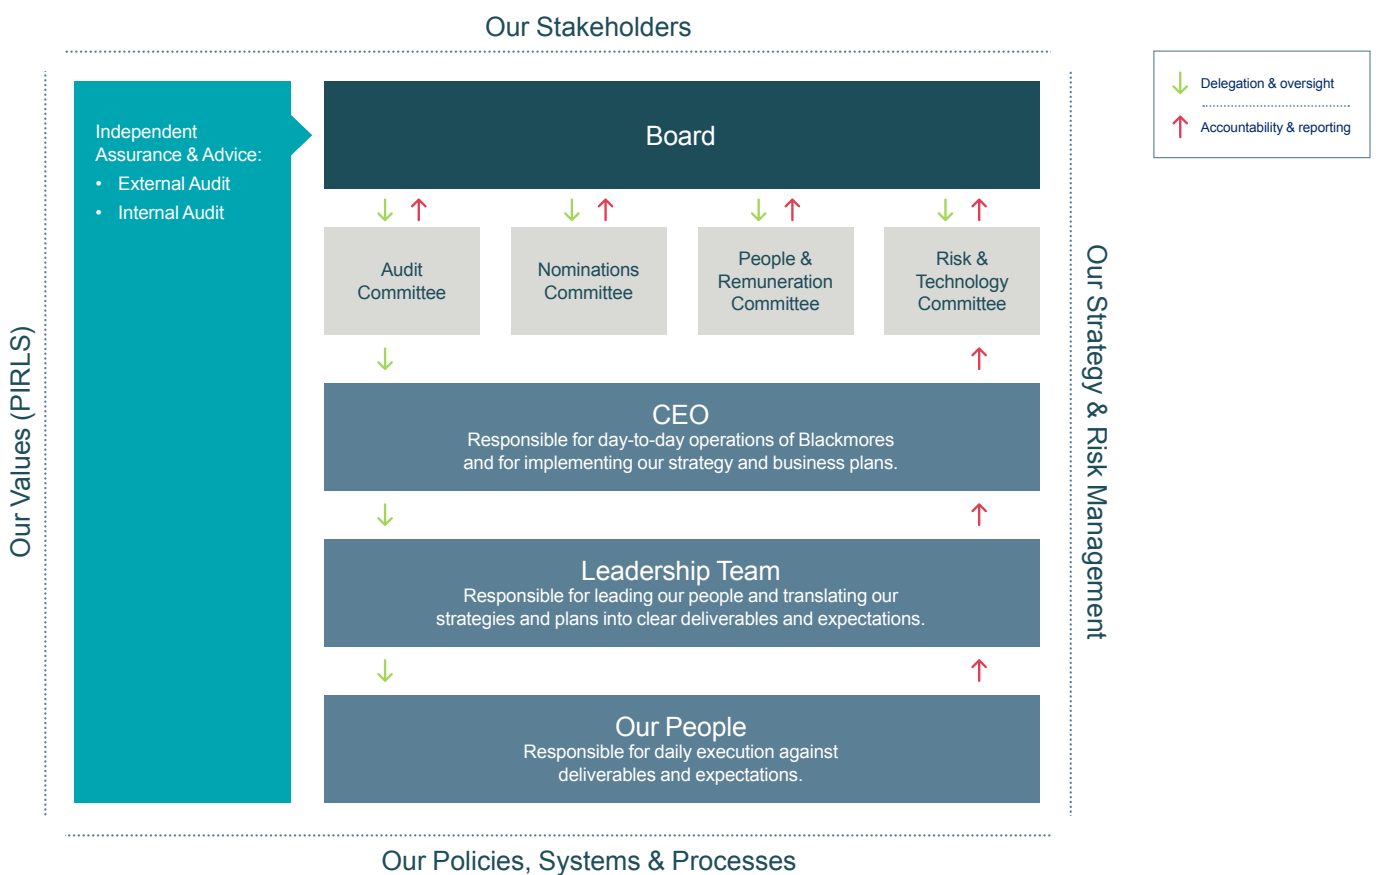 Our Stakeholders
Delegation & oversight
Accountability & reporting
Our Values (PIRLS)
Independent
Assurance & Advice:
• External Audit
• Internal Audit
Board
Audit
Committee
Nominations
Committee
People &
Remuneration
Committee
Risk &
Technology
Committee
CEO
Responsible for day-to-day operations of Blackmores
and for implementing our strategy and business plans.
Leadership Team
Responsible for leading our people and translating our
strategies and plans into clear deliverables and expectations.
Our People
Responsible for daily execution against
deliverables and expectations.
Our Strategy & Risk Management
Our Policies, Systems & Processes